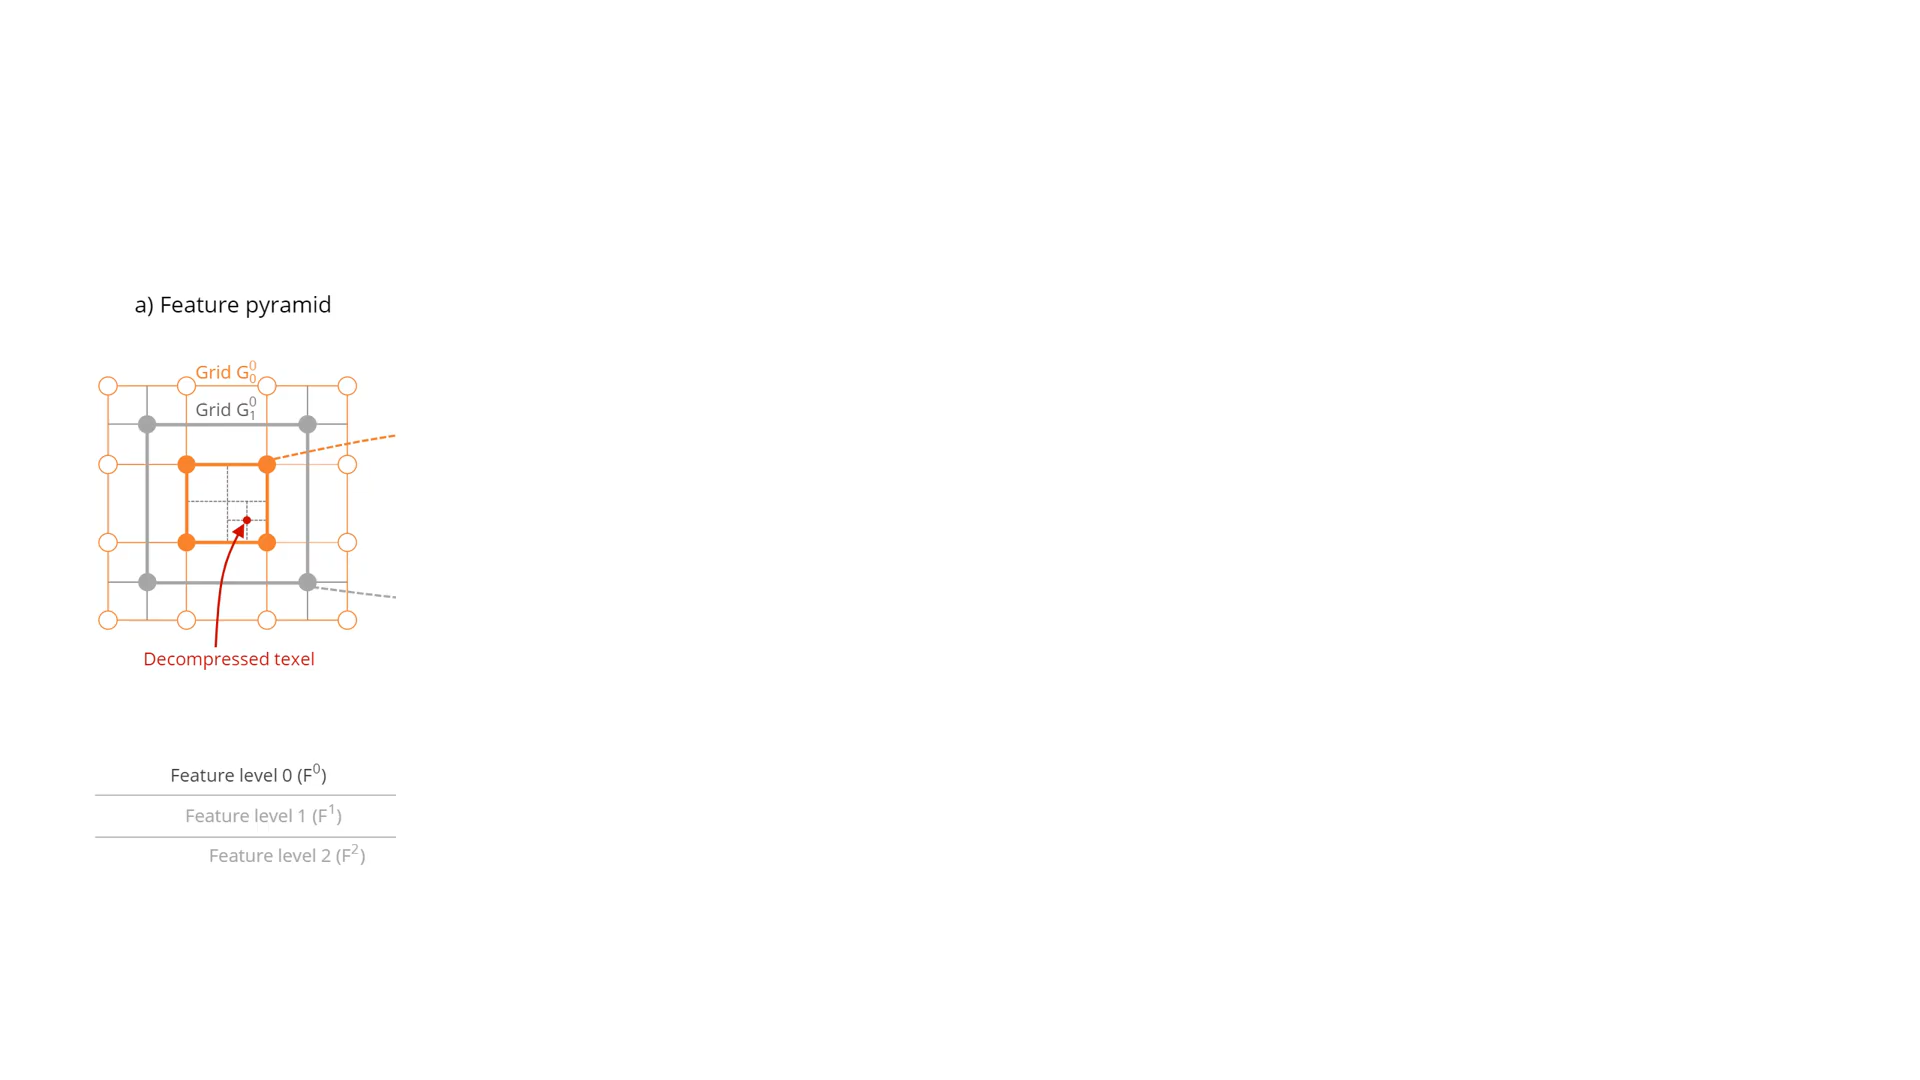 a) Feature pyramid
Grid G₀⁰
Grid G₁⁰
Decompressed texel
Feature level 0 (F⁰)
Feature level 1 (F¹)
Feature level 2 (F²)